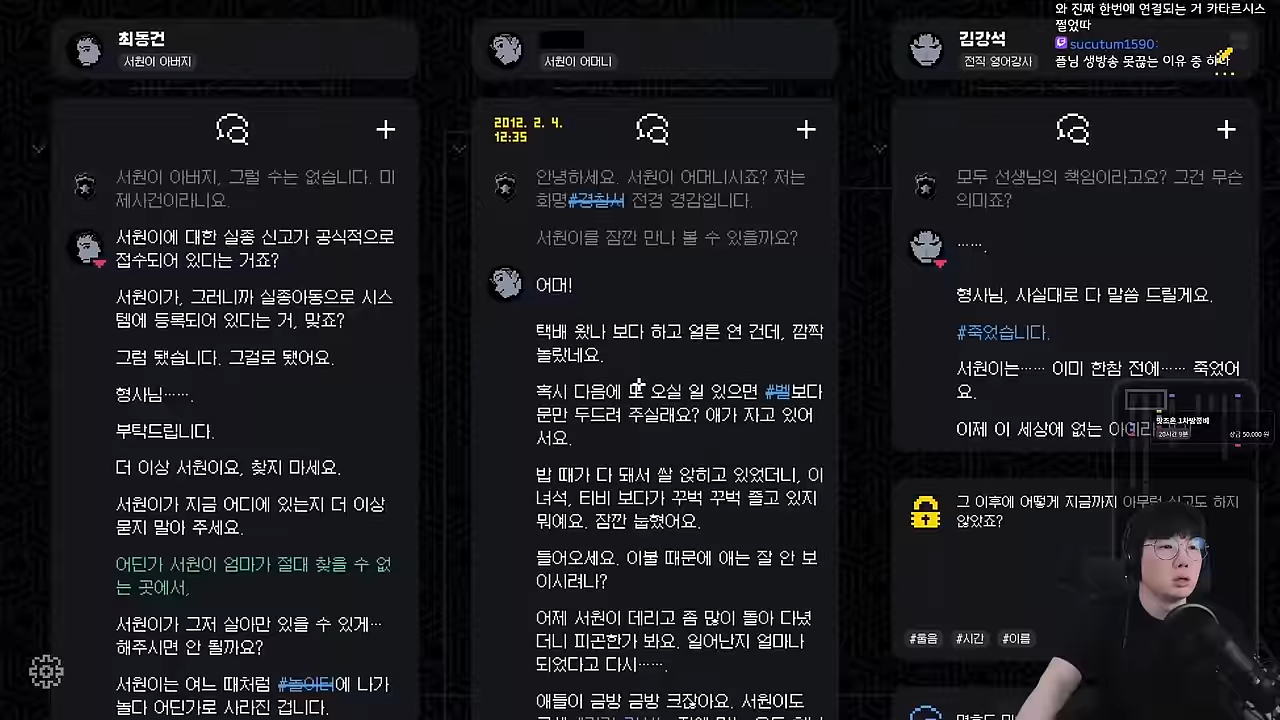 최동건
서원이 아버지
서원이 아버지, 그럴 수는 없습니다. 미
제사건이라니요.
서원이에 대한 실종 신고가 공식적으로
접수되어 있다는 거죠?
서원이가, 그러니까 실종아동으로 시스
템에 등록되어 있다는 거, 맞죠?
그럼 됐습니다. 그걸로 됐어요.
형사님…….
부탁드립니다.
더 이상 서원이요, 찾지 마세요.
서원이가 지금 어디에 있는지 더 이상
묻지 말아 주세요.
어딘가 서원이 엄마가 절대 찾을 수 없
는 곳에서,
서원이가 그저 살아만 있을 수 있게…
해주시면 안 될까요?
서원이는 여느 때처럼 #놀이터에 나가
놀다 어딘가로 사라진 겁니다.
서원이 어머니
2012. 2. 4.
12:35
안녕하세요. 서원이 어머니시죠? 저는
화명#경찰서 전경 경감입니다.
서원이를 잠깐 만나 볼 수 있을까요?
어머!
택배 왔나 보다 하고 얼른 연 건데, 깜짝
놀랐네요.
혹시 다음에 또 오실 일 있으면 #벨보다
문만 두드려 주실래요? 애가 자고 있어
서요.
밥 때가 다 돼서 쌀 앉히고 있었더니, 이
녀석, 티비 보다가 꾸벅 꾸벅 졸고 있지
뭐에요. 잠깐 눕혔어요.
들어오세요. 이불 때문에 애는 잘 안 보
이시려나?
어제 서원이 데리고 좀 많이 돌아 다녔
더니 피곤한가 봐요. 일어난지 얼마나
되었다고 다시…….
애들이 금방 금방 크잖아요. 서원이도
김강석
전직 영어강사
모두 선생님의 책임이라고요? 그건 무슨
의미죠?
…….
형사님, 사실대로 다 말씀 드릴게요.
#죽었습니다.
서원이는…… 이미 한참 전에…… 죽었어
요.
이제 이 세상에 없는
그 이후에 어떻게 지금까지 아무런 신고도 하지
않았죠?
#돌음 #시간 #이름
와 진짜 한번에 연결되는 거 카타르시스
쩔었따
sucutum1590:
플님 생방송 못끊는 이유 중 하나
20시간 9분
상금 50,000 원